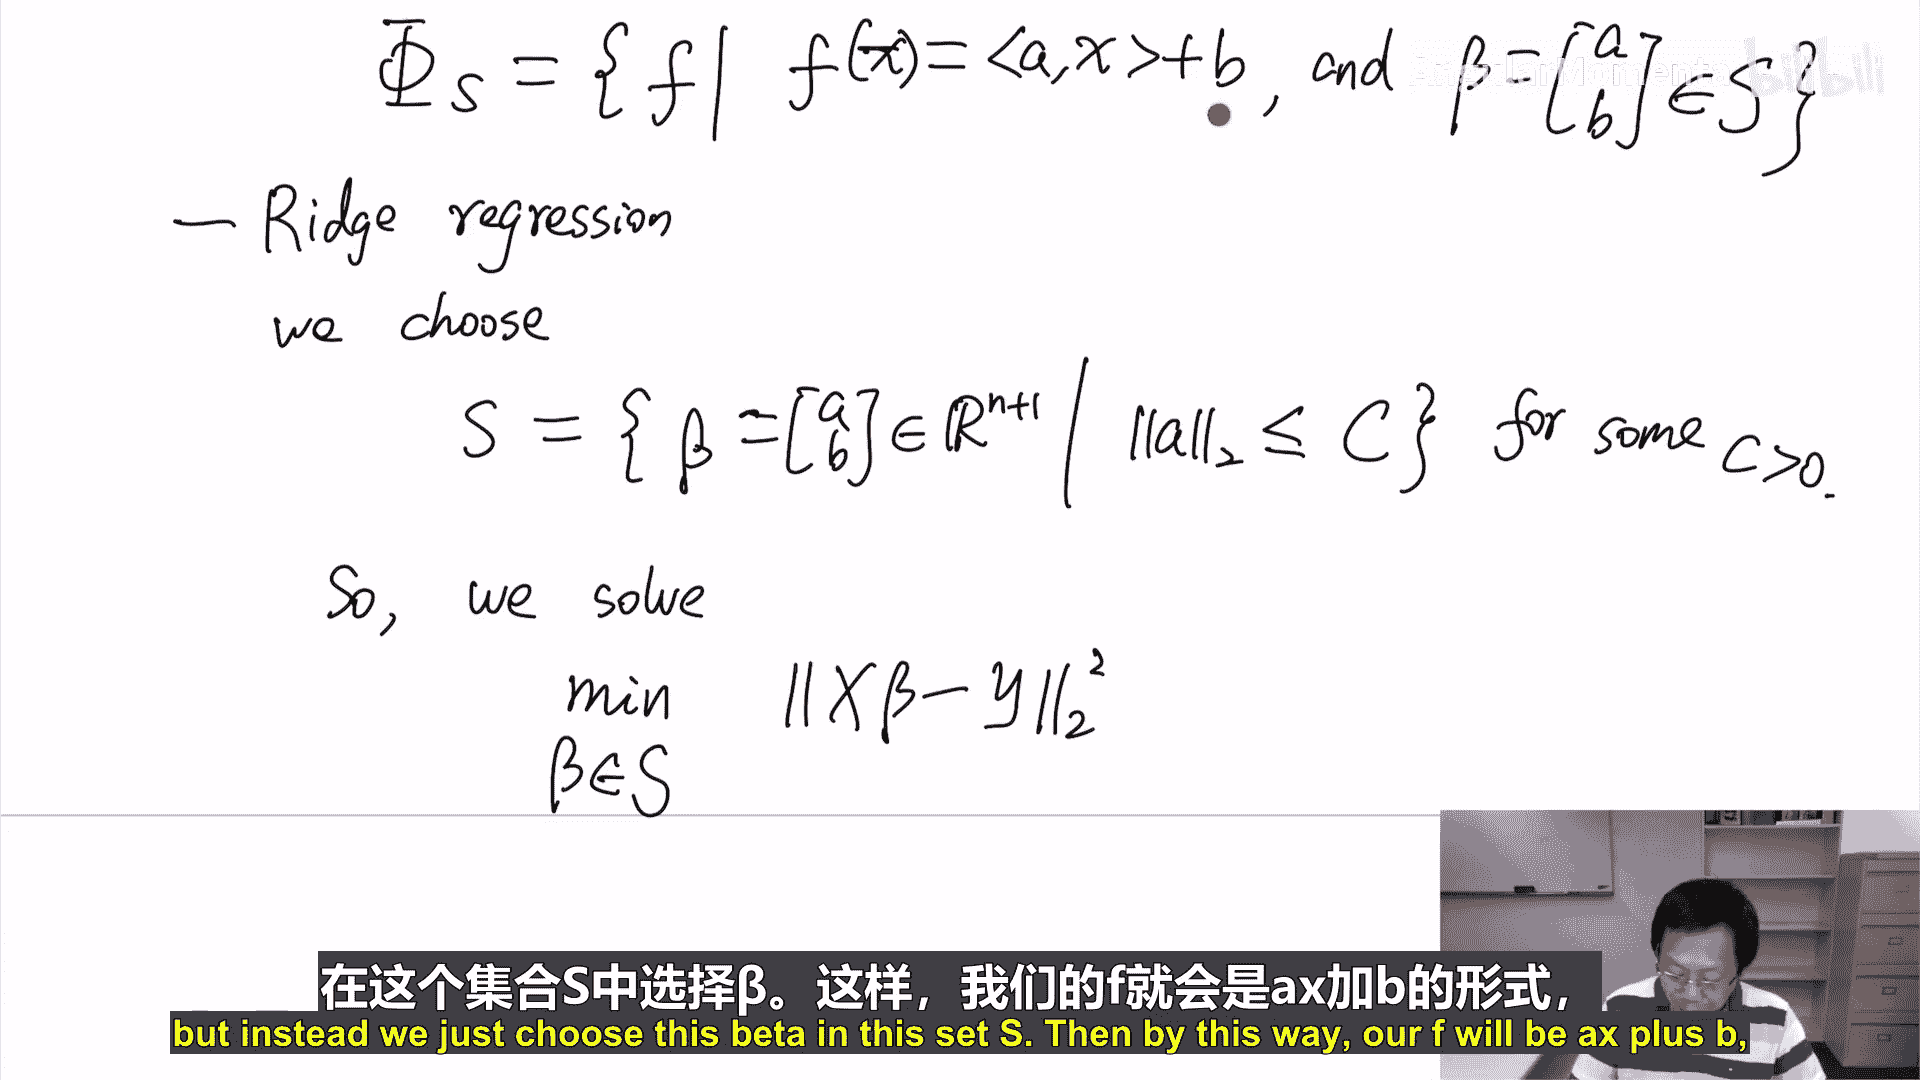 Φ_S = { f | f(x) = <a,x> + b, and β = [a b] ∈ S }
AngularMomento bilibili
— Ridge regression
we choose
S = { β = [a b] ∈ ℝ^{n+1} | ||a||_2 ≤ C } for some C>0.
So, we solve
min ||Xβ − y||_2^2
β∈S
在这个集合S中选择β。这样，我们的f就会是ax加b的形式，
but instead we just choose this beta in this set S. Then by this way, our f will be ax plus b,